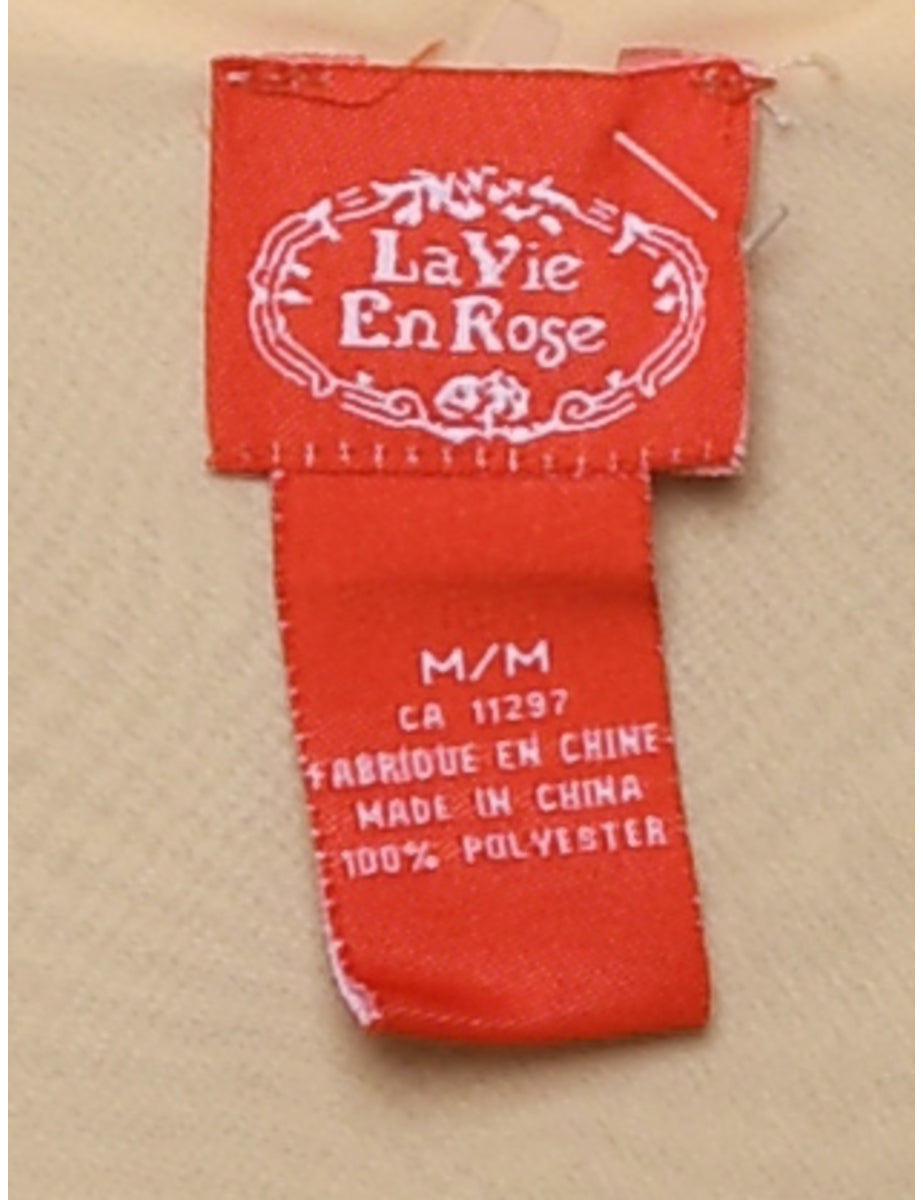 La Vie
En Rose
M/M
CA 11297
FABRIQUE EN CHINE
MADE IN CHINA
100% POLYESTER